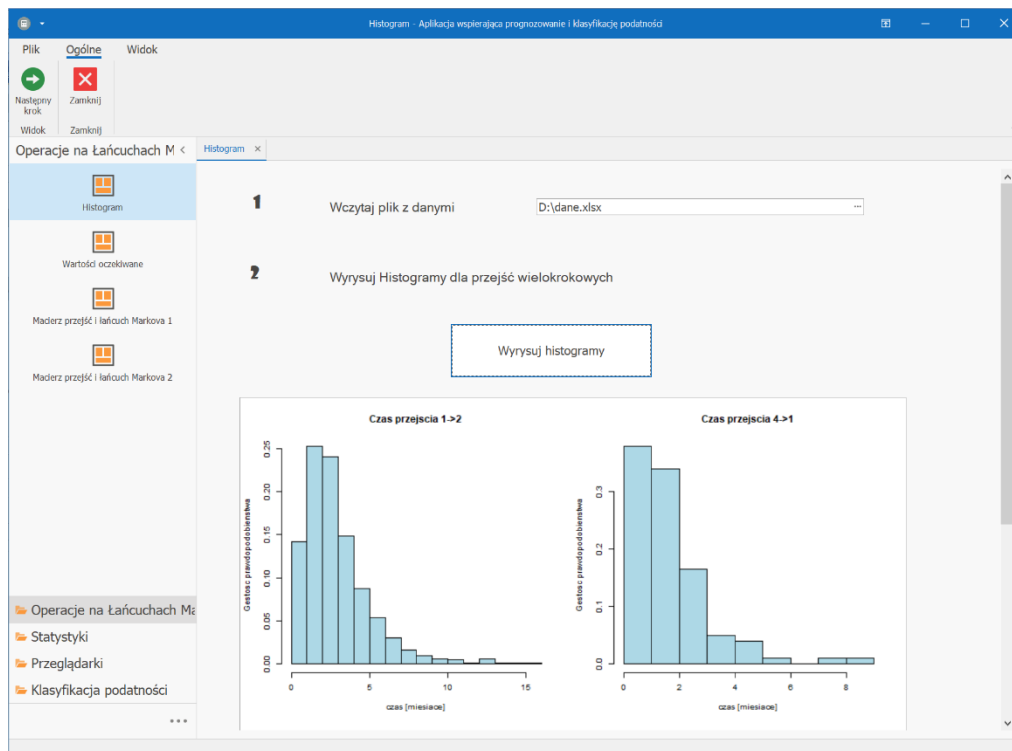 Histogram - Aplikacja wspierająca prognozowanie i klasyfikację podatności
Plik Ogólne Widok
Następny krok
Zamknij
Widok Zamknij
Operacje na Łańcuchach M
Histogram
Wartości oczekiwane
Macierz przejść i łańcuch Markova 1
Macierz przejść i łańcuch Markova 2
Operacje na Łańcuchach Ma
Statystyki
Przeglądarki
Klasyfikacja podatności
Histogram
1 Wczytaj plik z danymi D:\dane.xlsx
2 Wyrysuj Histogramy dla przejść wielokrokowych
Wyrysuj histogramy
Czas przejscia 1->2
Gestosc prawdopodobienstwa
0.25
0.20
0.15
0.10
0.05
0.00
0 5 10 15
czas [miesiace]
Czas przejscia 4->1
Gestosc prawdopodobienstwa
0.3
0.2
0.1
0.0
0 2 4 6 8
czas [miesiace]